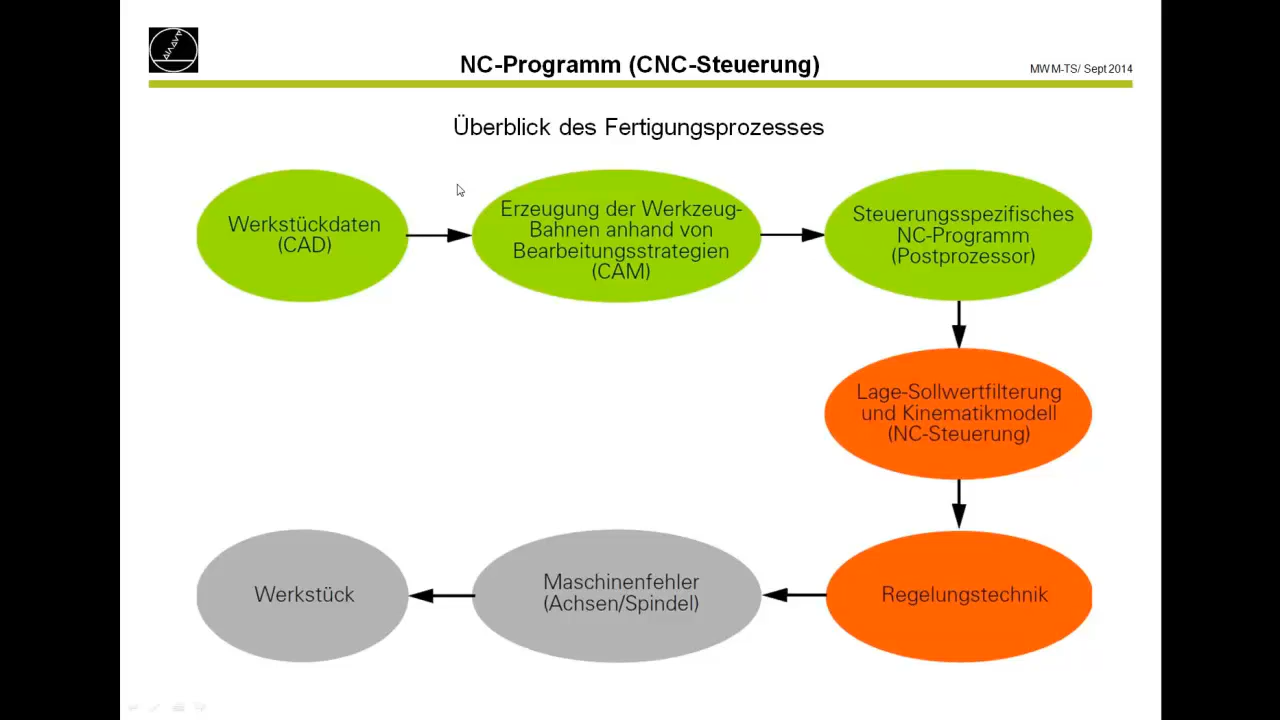 NC-Programm (CNC-Steuerung)
MWM-TS/ Sept 2014
Überblick des Fertigungsprozesses
Werkstückdaten
(CAD)
Erzeugung der Werkzeug-
Bahnen anhand von
Bearbeitungsstrategien
(CAM)
Steuerungsspezifisches
NC-Programm
(Postprozessor)
Lage-Sollwertfilterung
und Kinematikmodell
(NC-Steuerung)
Regelungstechnik
Maschinenfehler
(Achsen/Spindel)
Werkstück